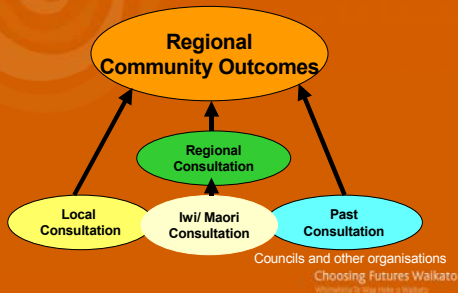 Regional
Community Outcomes
Regional
Consultation
Local
Consultation
Iwi/ Maori
Consultation
Past
Consultation
Councils and other organisations
Choosing Futures Waikato